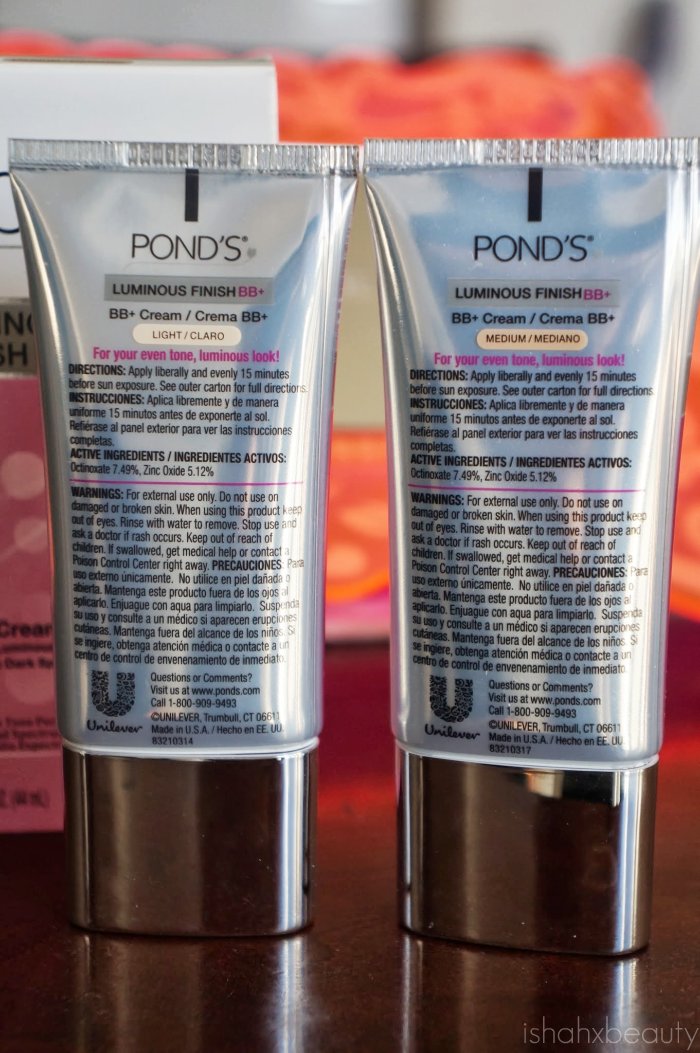 POND'S
LUMINOUS FINISH BB+
BB+ Cream / Crema BB+
LIGHT / CLARO
For your even tone, luminous look!
DIRECTIONS: Apply liberally and evenly 15 minutes
before sun exposure. See outer carton for full directions.
INSTRUCCIONES: Aplica libremente y de manera
uniforme 15 minutos antes de exponerte al sol.
Refiérase al panel exterior para ver las instrucciones
completas.
ACTIVE INGREDIENTS / INGREDIENTES ACTIVOS:
Octinoxate 7.49%, Zinc Oxide 5.12%
WARNINGS: For external use only. Do not use on
damaged or broken skin. When using this product keep
out of eyes. Rinse with water to remove. Stop use and
ask a doctor if rash occurs. Keep out of reach of
children. If swallowed, get medical help or contact a
Poison Control Center right away. PRECAUCIONES: Para
uso externo únicamente. No utilice en piel dañada o
abierta. Mantenga este producto fuera de los ojos al
aplicarlo. Enjuague con aqua para limpiarlo. Suspenda
su uso y consulte a un médico si aparecen erupciones
cutáneas. Mantenga fuera del alcance de los niños. Si
se ingiere, obtenga atención médica o contacte a un
centro de control de envenenamiento de inmediato.
Unilever
Questions or Comments?
Visit us at www.ponds.com
Call 1-800-909-9493
©UNILEVER, Trumbull, CT 06611
Made in U.S.A. / Hecho en EE. UU.
83210314
POND'S
LUMINOUS FINISH BB+
BB+ Cream / Crema BB+
MEDIUM / MEDIANO
For your even tone, luminous look!
DIRECTIONS: Apply liberally and evenly 15 minutes
before sun exposure. See outer carton for full directions.
INSTRUCCIONES: Aplica libremente y de manera
uniforme 15 minutos antes de exponerte al sol.
Refiérase al panel exterior para ver las instrucciones
completas.
ACTIVE INGREDIENTS / INGREDIENTES ACTIVOS:
Octinoxate 7.49%, Zinc Oxide 5.12%
WARNINGS: For external use only. Do not use on
damaged or broken skin. When using this product keep
out of eyes. Rinse with water to remove. Stop use and
ask a doctor if rash occurs. Keep out of reach of
children. If swallowed, get medical help or contact a
Poison Control Center right away. PRECAUCIONES: Para
uso externo únicamente. No utilice en piel dañada o
abierta. Mantenga este producto fuera de los ojos al
aplicarlo. Enjuague con aqua para limpiarlo. Suspenda
su uso y consulte a un médico si aparecen erupciones
cutáneas. Mantenga fuera del alcance de los niños. Si
se ingiere, obtenga atención médica o contacte a un
centro de control de envenenamiento de inmediato.
Unilever
Questions or Comments?
Visit us at www.ponds.com
Call 1-800-909-9493
©UNILEVER, Trumbull, CT 06611
Made in U.S.A. / Hecho en EE. UU.
83210317
Cream
ishahxbeauty